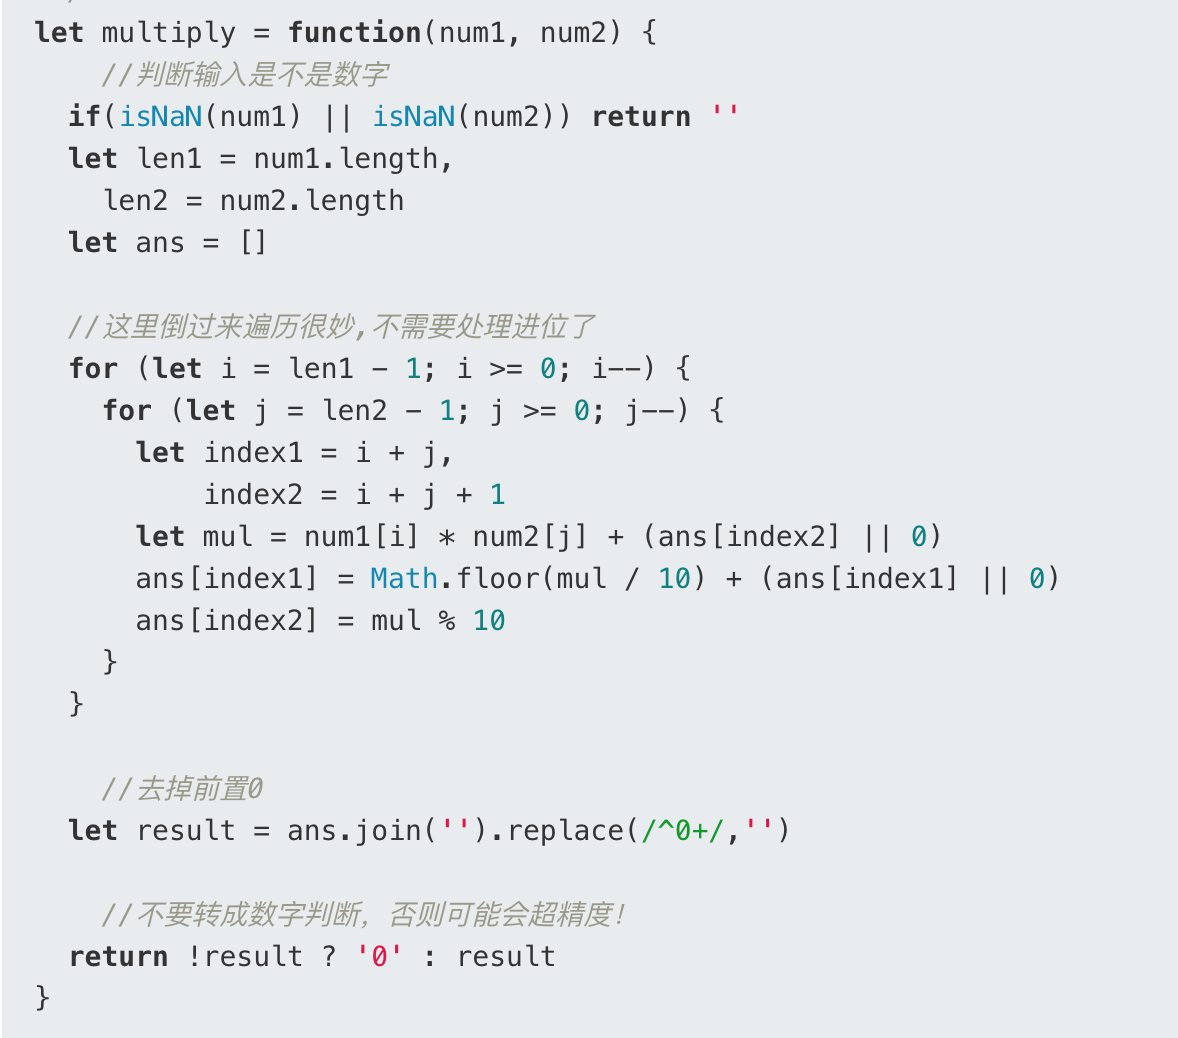 let multiply = function(num1, num2) {
    //判断输入是不是数字
  if(isNaN(num1) || isNaN(num2)) return ''
  let len1 = num1.length,
    len2 = num2.length
  let ans = []

  //这里倒过来遍历很妙,不需要处理进位了
  for (let i = len1 - 1; i >= 0; i--) {
    for (let j = len2 - 1; j >= 0; j--) {
      let index1 = i + j,
          index2 = i + j + 1
      let mul = num1[i] * num2[j] + (ans[index2] || 0)
      ans[index1] = Math.floor(mul / 10) + (ans[index1] || 0)
      ans[index2] = mul % 10
    }
  }

    //去掉前置0
  let result = ans.join('').replace(/^0+/,'')

    //不要转成数字判断，否则可能会超精度！
  return !result ? '0' : result
}